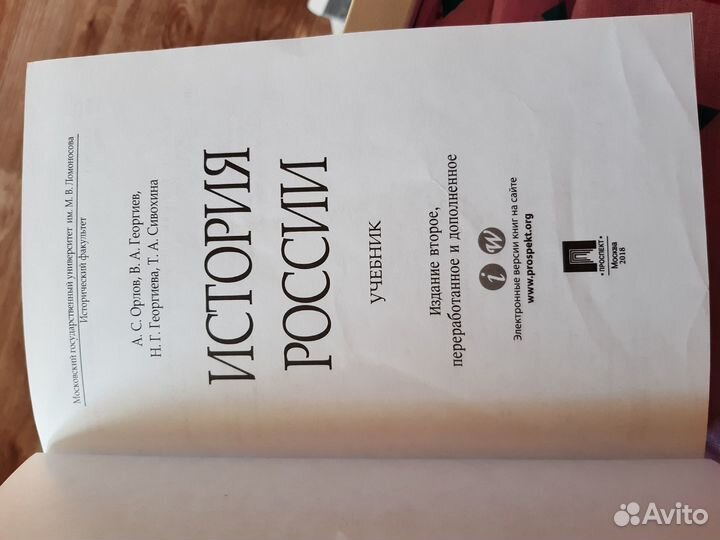 Московский государственный университет им. М. В. Ломоносова
Исторический факультет
А. С. Орлов, В. А. Георгиев,
Н. Г. Георгиева, Т. А. Сивохина
ИСТОРИЯ
РОССИИ
УЧЕБНИК
Издание второе,
переработанное и дополненное
i w
Электронные версии книг на сайте
www.prospekt.org
• ПРОСПЕКТ •
Москва
2018
Avito